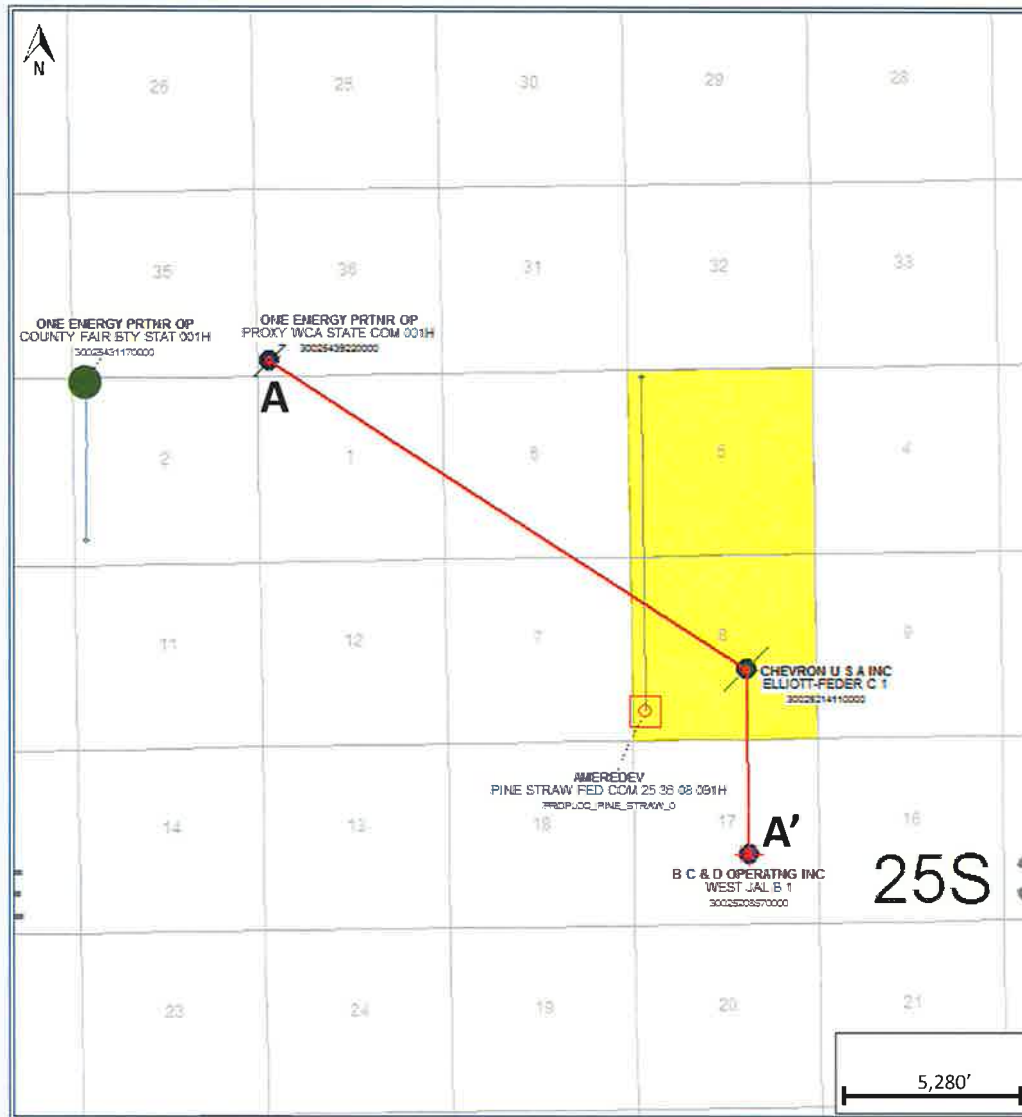 N
26
25
30
29
28
35
36
31
32
33
ONE ENERGY PRTNR OP
COUNTY FAIR BTY STAT 001H
30025431170000
ONE ENERGY PRTNR OP
PROXY WCA STATE COM 001H
30025439220000
A
2
1
6
5
4
11
12
7
8
9
CHEVRON U S A INC
ELLIOTT-FEDER C 1
30025214110000
AMEREDEV
PINE STRAW FED COM 25 36 08 091H
14
13
18
17
16
A'
B C & D OPERATNG INC
WEST JAL B 1
25S
23
24
19
20
21
5,280'